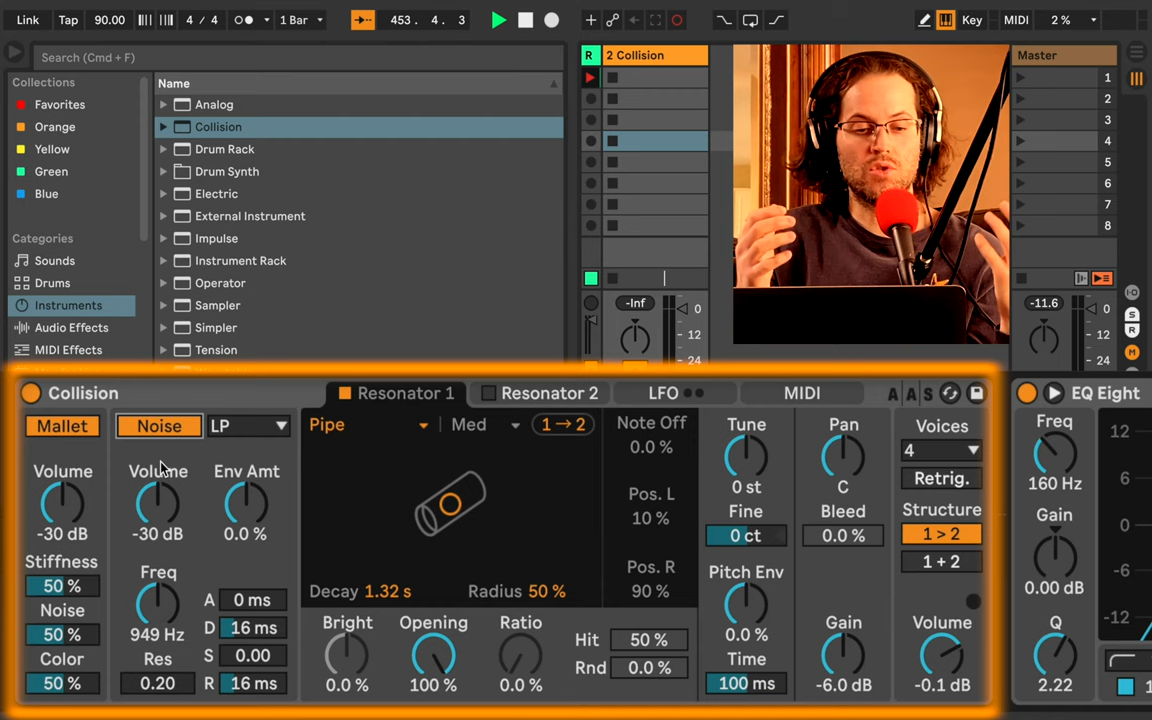 Link Tap 90.00 4 / 4 1 Bar 453. 4. 3 Key MIDI 2 %
Search (Cmd + F)
Collections
Favorites
Orange
Yellow
Green
Blue
Categories
Sounds
Drums
Instruments
Audio Effects
MIDI Effects
Name
Analog
Collision
Drum Rack
Drum Synth
Electric
External Instrument
Impulse
Instrument Rack
Operator
Sampler
Simpler
Tension
R 2 Collision
-Inf
0
12
24
Master
1
2
3
4
5
6
7
8
-11.6
0
12
24
I·O
S
R
M
Collision Resonator 1 Resonator 2 LFO MIDI A A S
Mallet
Volume
-30 dB
Stiffness
50 %
Noise
50 %
Color
50 %
Noise LP
Volume Env Amt
-30 dB 0.0 %
Freq
949 Hz
Res
0.20
A 0 ms
D 16 ms
S 0.00
R 16 ms
Pipe Med 1→2
Decay 1.32 s Radius 50 %
Note Off
0.0 %
Pos. L
10 %
Pos. R
90 %
Bright Opening Ratio
0.0 % 100 % 0.0 %
Hit 50 %
Rnd 0.0 %
Tune
0 st
Fine
0 ct
Pitch Env
0.0 %
Time
100 ms
Pan
C
Bleed
0.0 %
Gain
-6.0 dB
Voices
4
Retrig.
Structure
1 > 2
1 + 2
Volume
-0.1 dB
EQ Eight
Freq
160 Hz
Gain
0.00 dB
Q
2.22
12
6
0
-6
-12
1